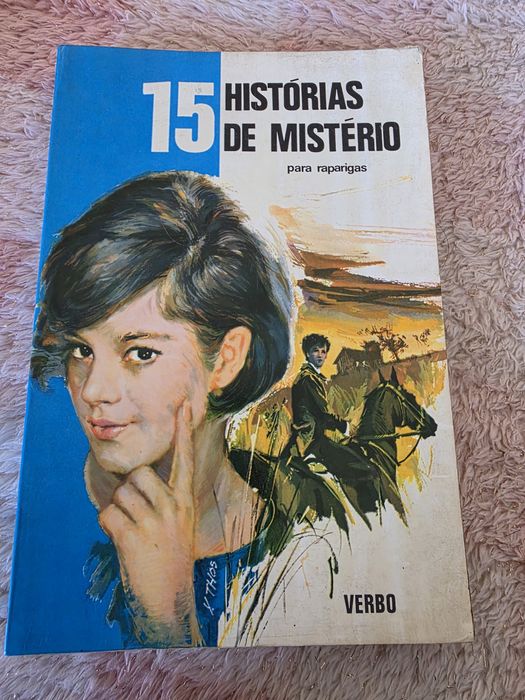 15 HISTÓRIAS
DE MISTÉRIO
para raparigas
VERBO